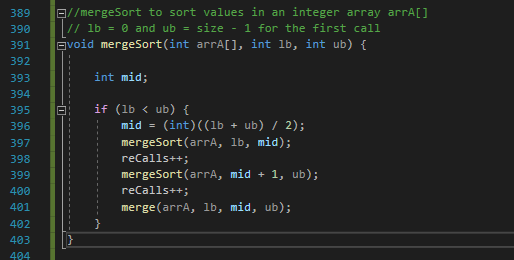 389 //mergeSort to sort values in an integer array arrA[]
390 // lb = 0 and ub = size - 1 for the first call
391 void mergeSort(int arrA[], int lb, int ub) {
392
393     int mid;
394
395     if (lb < ub) {
396         mid = (int)((lb + ub) / 2);
397         mergeSort(arrA, lb, mid);
398         reCalls++;
399         mergeSort(arrA, mid + 1, ub);
400         reCalls++;
401         merge(arrA, lb, mid, ub);
402     }
403 }
404